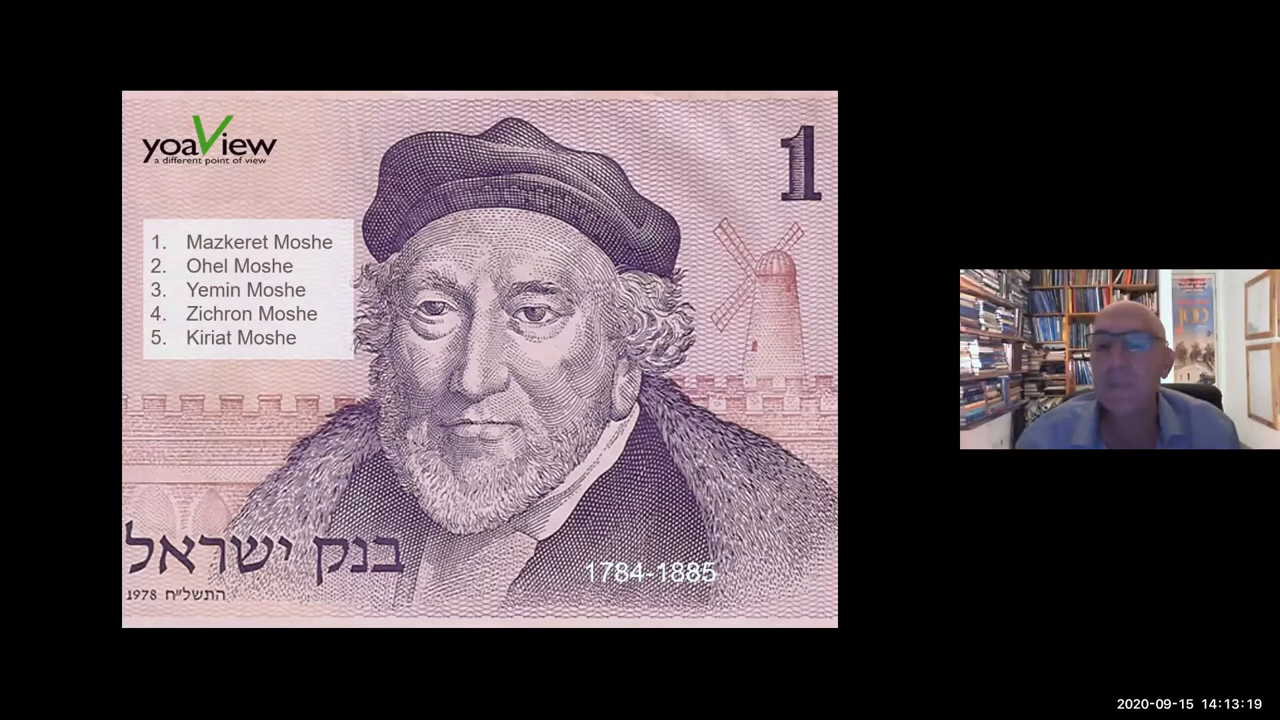 yoaView
a different point of view
1
1. Mazkeret Moshe
2. Ohel Moshe
3. Yemin Moshe
4. Zichron Moshe
5. Kiriat Moshe
בנק ישראל
1978 התשל״ח
1784-1885
2020-09-15 14:13:19